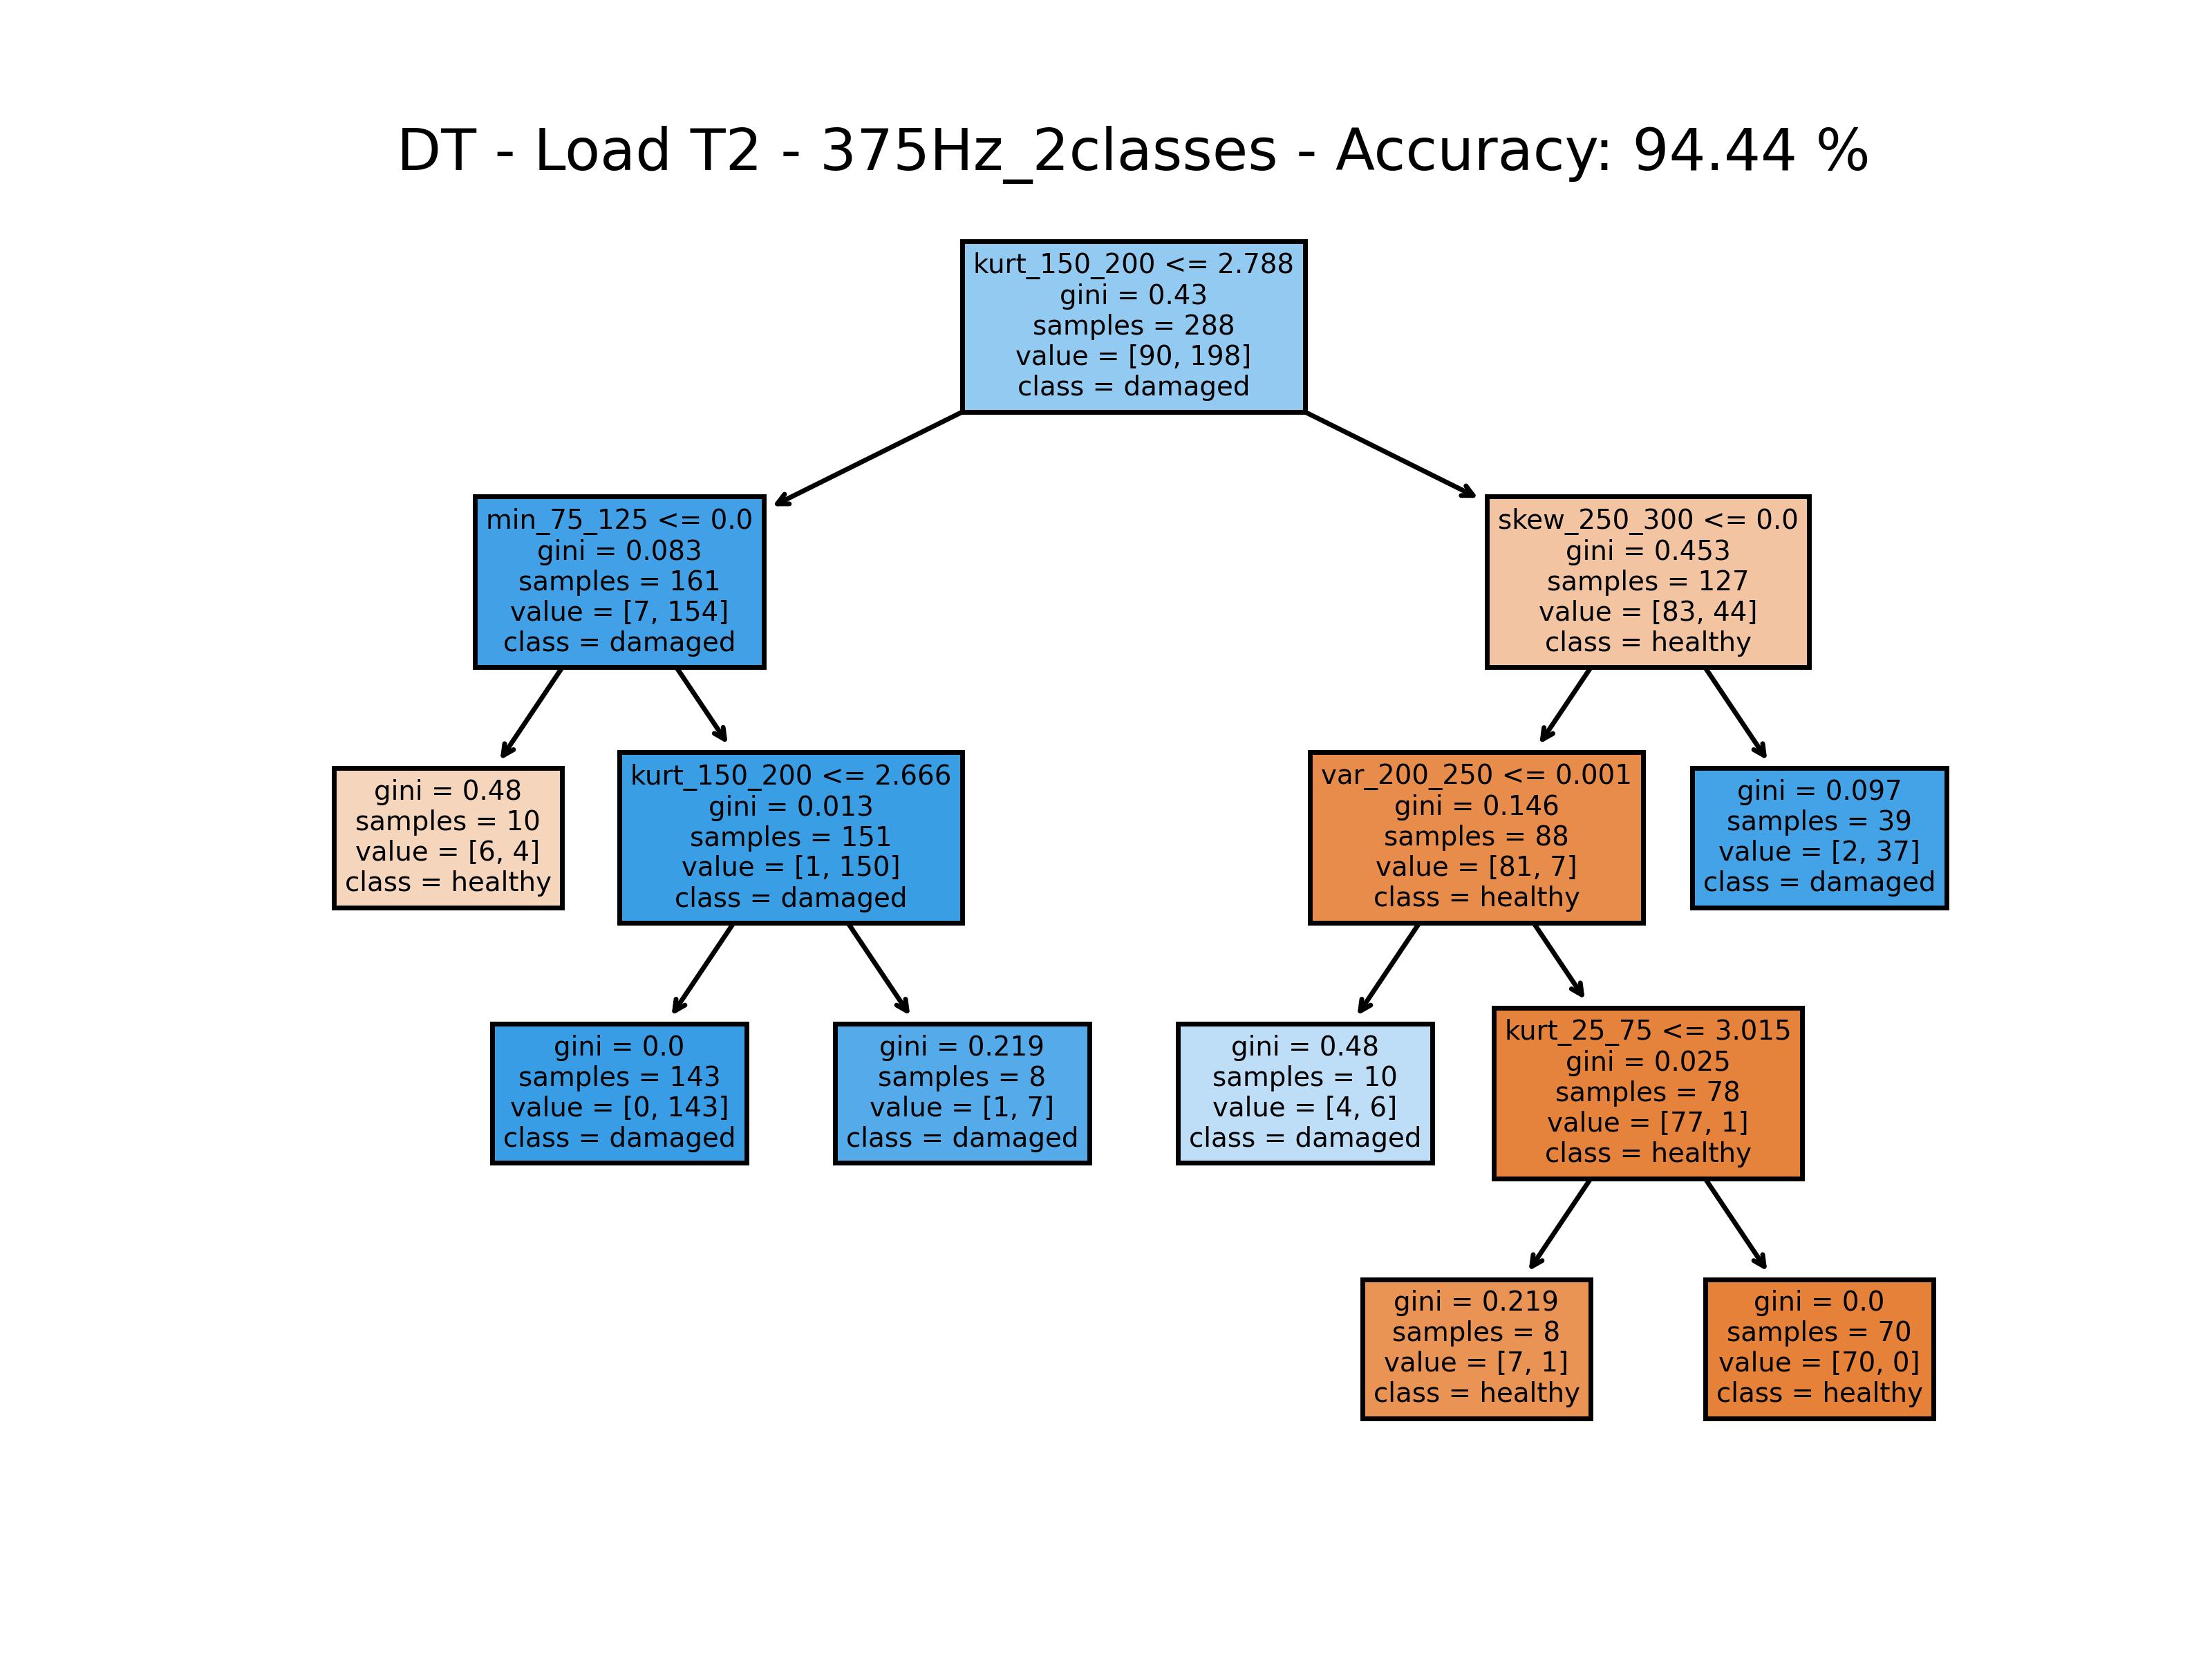 DT - Load T2 - 375Hz_2classes - Accuracy: 94.44 %
kurt_150_200 <= 2.788
gini = 0.43
samples = 288
value = [90, 198]
class = damaged
min_75_125 <= 0.0
gini = 0.083
samples = 161
value = [7, 154]
class = damaged
skew_250_300 <= 0.0
gini = 0.453
samples = 127
value = [83, 44]
class = healthy
gini = 0.48
samples = 10
value = [6, 4]
class = healthy
kurt_150_200 <= 2.666
gini = 0.013
samples = 151
value = [1, 150]
class = damaged
var_200_250 <= 0.001
gini = 0.146
samples = 88
value = [81, 7]
class = healthy
gini = 0.097
samples = 39
value = [2, 37]
class = damaged
gini = 0.0
samples = 143
value = [0, 143]
class = damaged
gini = 0.219
samples = 8
value = [1, 7]
class = damaged
gini = 0.48
samples = 10
value = [4, 6]
class = damaged
kurt_25_75 <= 3.015
gini = 0.025
samples = 78
value = [77, 1]
class = healthy
gini = 0.219
samples = 8
value = [7, 1]
class = healthy
gini = 0.0
samples = 70
value = [70, 0]
class = healthy